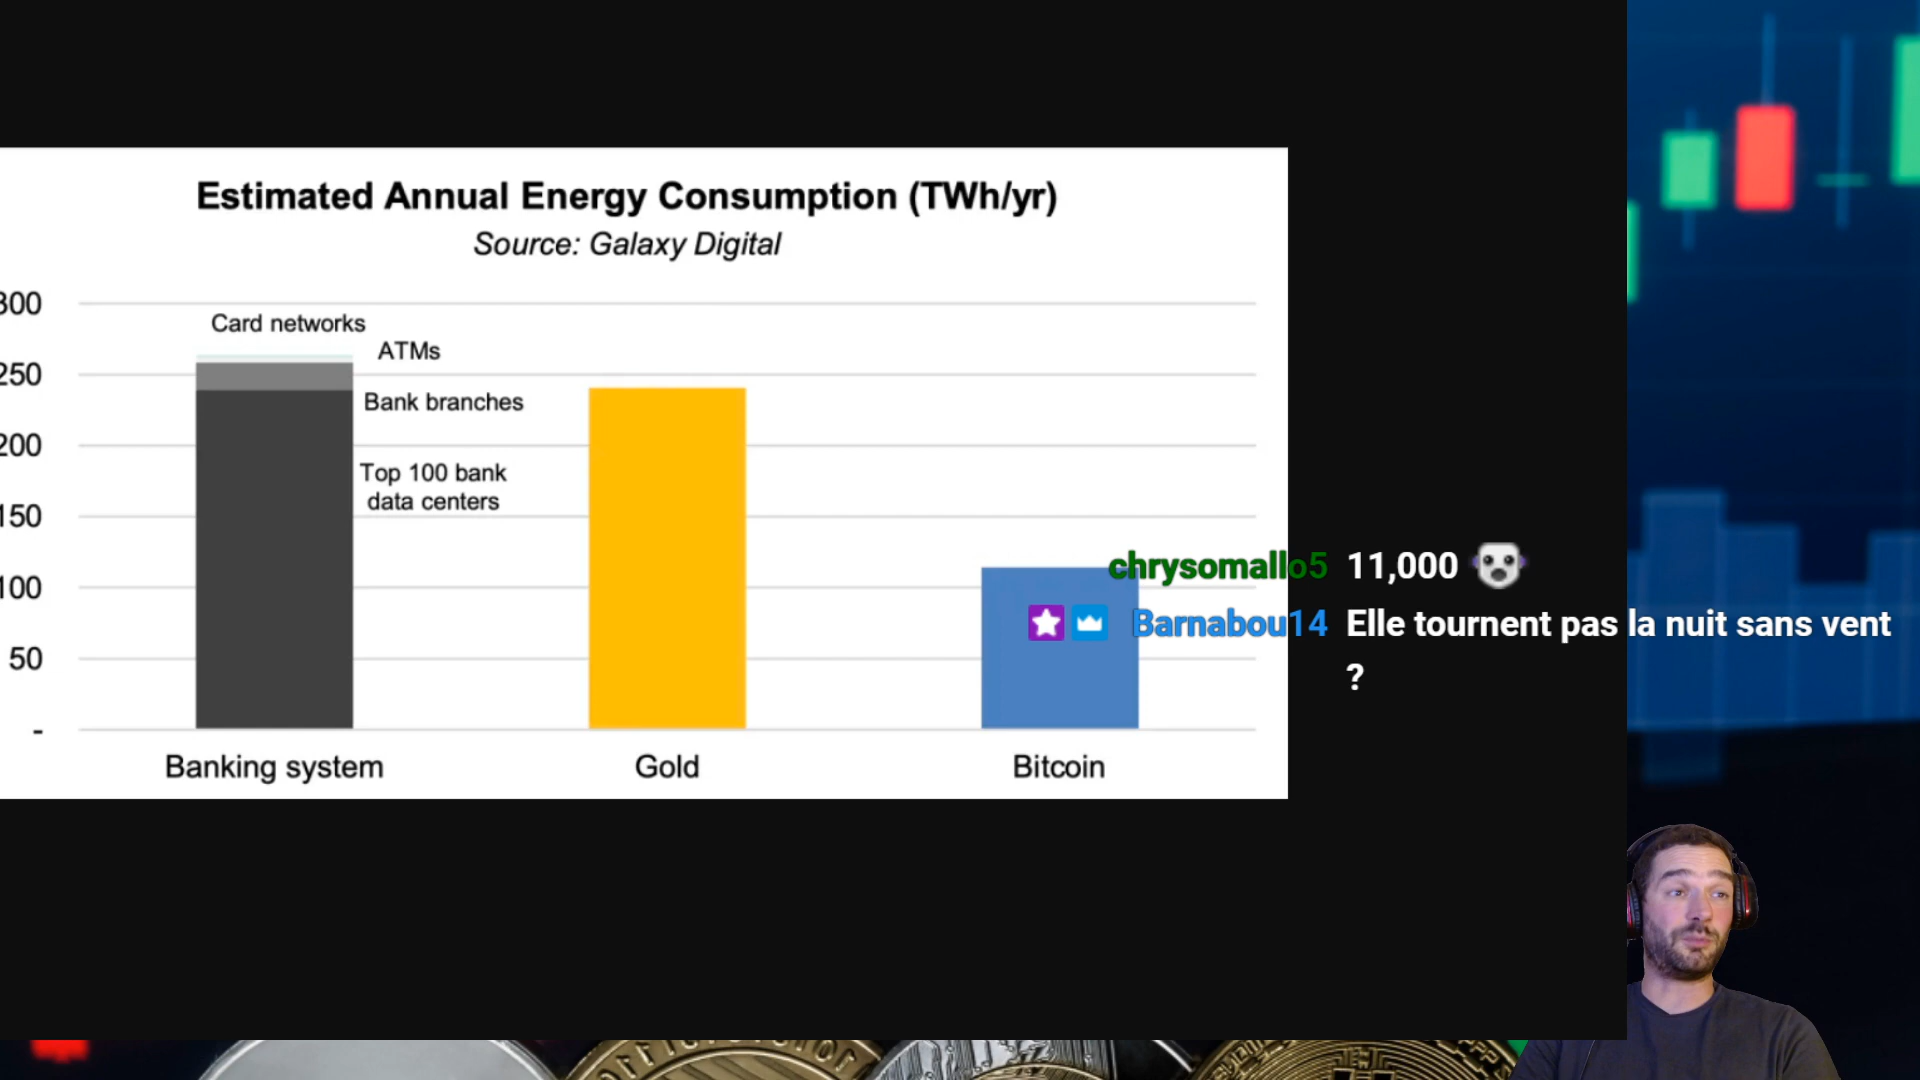 Estimated Annual Energy Consumption (TWh/yr)
Source: Galaxy Digital
300
Card networks
ATMs
250
Bank branches
200
Top 100 bank
data centers
150
chrysomallo5 11,000
100
Barnabou14 Elle tournent pas la nuit sans vent
?
50
-
Banking system
Gold
Bitcoin